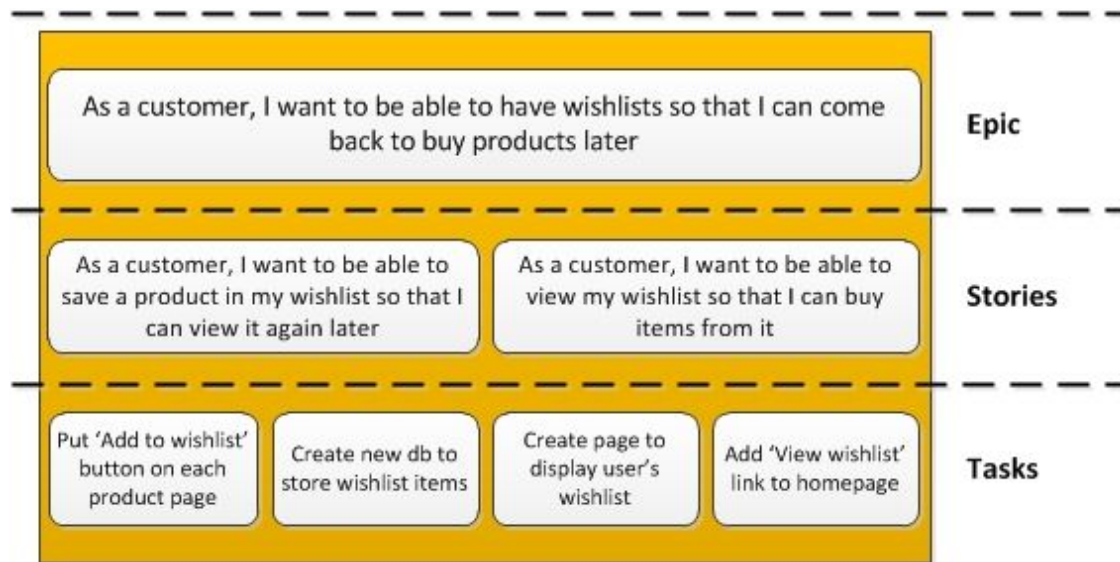 As a customer, I want to be able to have wishlists so that I can come
back to buy products later
Epic
As a customer, I want to be able to
save a product in my wishlist so that I
can view it again later
As a customer, I want to be able to
view my wishlist so that I can buy
items from it
Stories
Put ‘Add to wishlist’
button on each
product page
Create new db to
store wishlist items
Create page to
display user’s
wishlist
Add ‘View wishlist’
link to homepage
Tasks